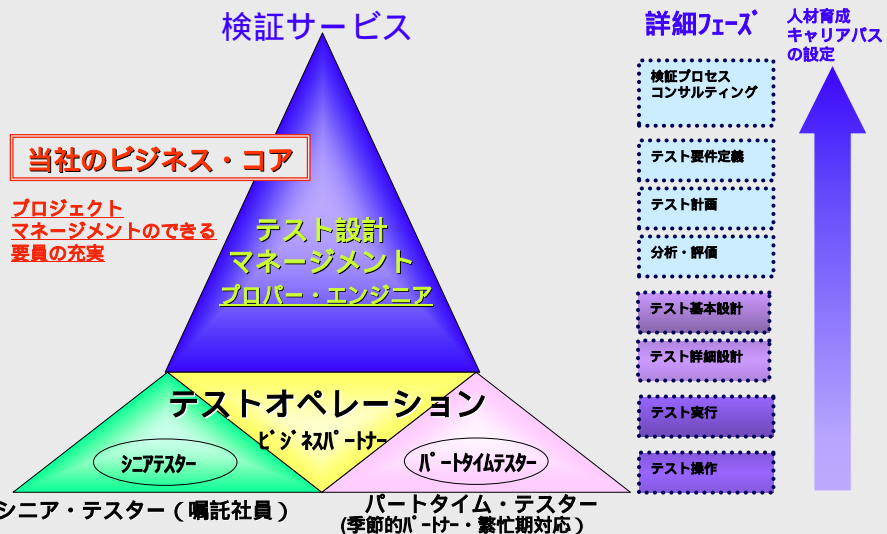 検証サービス
詳細フェーズ
人材育成
キャリアパス
の設定
当社のビジネス・コア
プロジェクト
マネージメントのできる
要員の充実
テスト設計
マネージメント
プロパー・エンジニア
検証プロセス
コンサルティング
テスト要件定義
テスト計画
分析・評価
テスト基本設計
テスト詳細設計
テスト実行
テスト操作
テストオペレーション
ビジネスパートナー
シニアテスター
パートタイムテスター
シニア・テスター(嘱託社員)
パートタイム・テスター
(季節的パートナー・繁忙期対応)